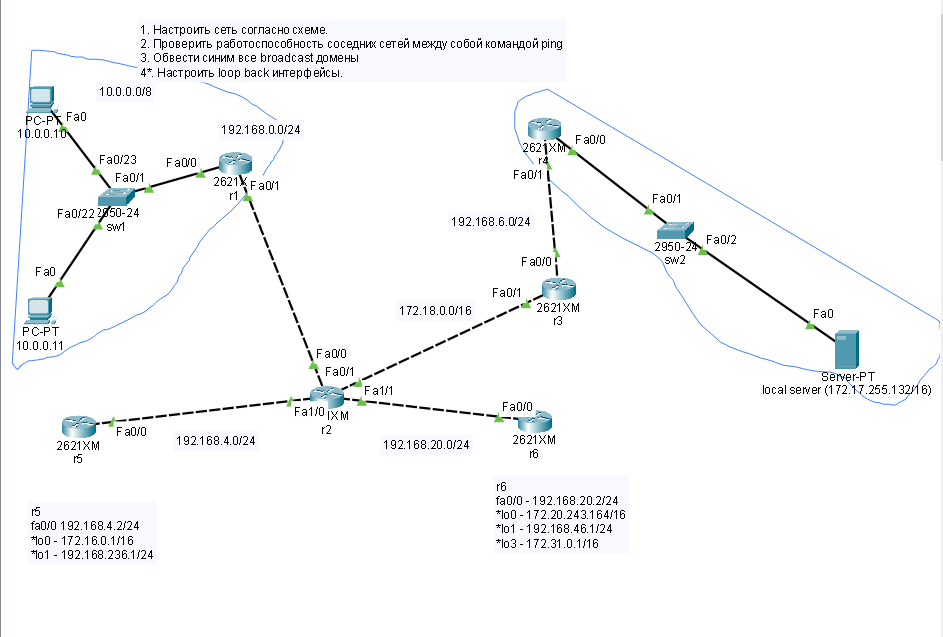 1. Настроить сеть согласно схеме.
2. Проверить работоспособность соседних сетей между собой командой ping
3. Обвести синим все broadcast домены
4*. Настроить loop back интерфейсы.
10.0.0.0/8
PC-PT
10.0.0.10
Fa0
Fa0/23
Fa0/1
Fa0/22
2950-24
sw1
Fa0
PC-PT
10.0.0.11
192.168.0.0/24
Fa0/0
2621X
r1
Fa0/1
Fa0/0
2621XM
r4
Fa0/1
192.168.6.0/24
Fa0/1
2950-24
sw2
Fa0/2
Fa0/0
Fa0/1
2621XM
r3
172.18.0.0/16
Fa0
Server-PT
local server (172.17.255.132/16)
Fa0/0
Fa0/1
Fa1/1
Fa1/0
IXM
r2
Fa0/0
2621XM
r5
192.168.4.0/24
192.168.20.0/24
Fa0/0
2621XM
r6
r5
fa0/0 192.168.4.2/24
*lo0 - 172.16.0.1/16
*lo1 - 192.168.236.1/24
r6
fa0/0 - 192.168.20.2/24
*lo0 - 172.20.243.164/16
*lo1 - 192.168.46.1/24
*lo3 - 172.31.0.1/16